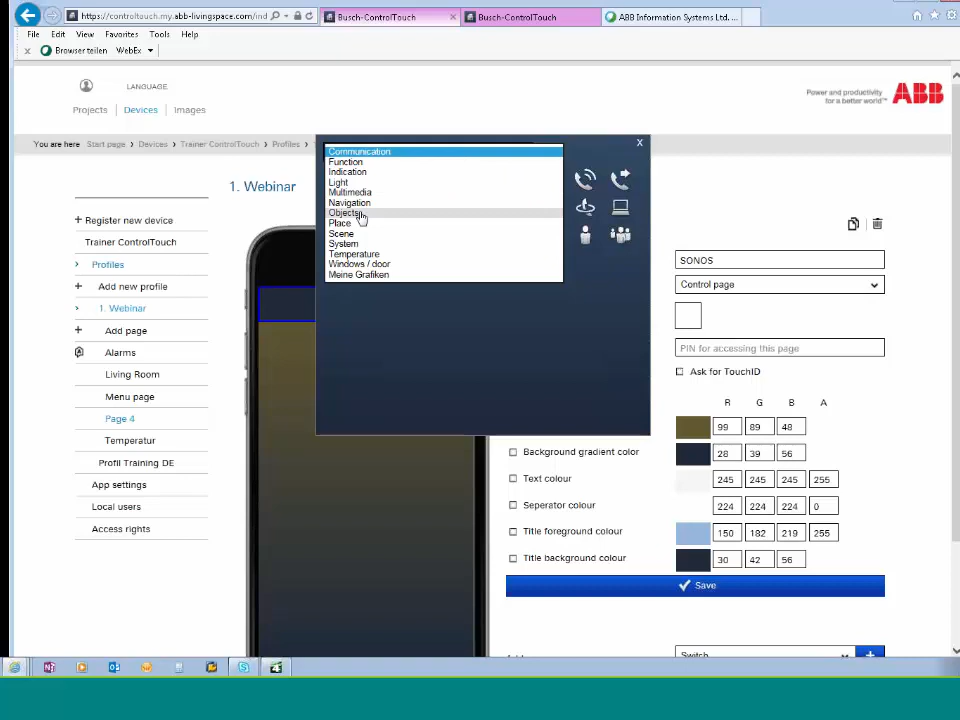 https://controltouch.my.abb-livingspace.com/ind
Busch-ControlTouch
Busch-ControlTouch
ABB Information Systems Ltd. ...
File Edit View Favorites Tools Help
Browser teilen WebEx
LANGUAGE
Projects Devices Images
Power and productivity
for a better world™
ABB
You are here Start page > Devices > Trainer ControlTouch > Profiles >
X
Communication
Function
Indication
Light
Multimedia
Navigation
Objects
Place
Scene
System
Temperature
Windows / door
Meine Grafiken
1. Webinar
+ Register new device
Trainer ControlTouch
> Profiles
+ Add new profile
> 1. Webinar
+ Add page
Alarms
Living Room
Menu page
Page 4
Temperatur
Profil Training DE
App settings
Local users
Access rights
SONOS
Control page
PIN for accessing this page
Ask for TouchID
R G B A
99 89 48
Background gradient color 28 39 56
Text colour 245 245 245 255
Seperator colour 224 224 224 0
Title foreground colour 150 182 219 255
Title background colour 30 42 56
Save
Switch
+